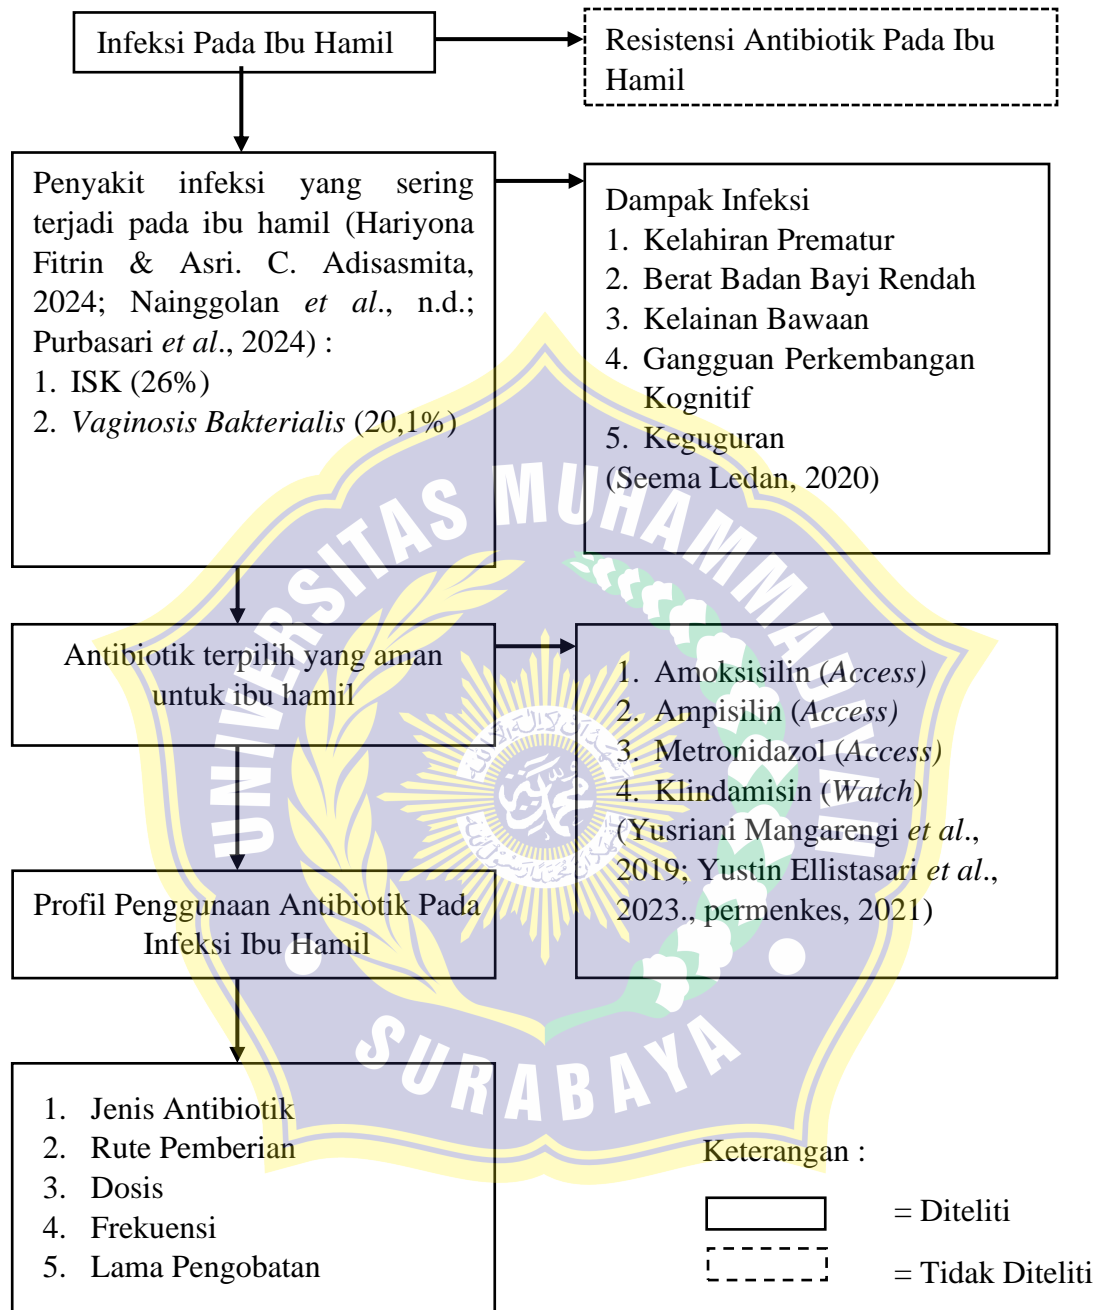 Infeksi Pada Ibu Hamil
Resistensi Antibiotik Pada Ibu
Hamil
Penyakit infeksi yang sering
terjadi pada ibu hamil (Hariyona
Fitrin & Asri. C. Adisasmita,
2024; Nainggolan et al., n.d.;
Purbasari et al., 2024) :
1. ISK (26%)
2. Vaginosis Bakterialis (20,1%)
Dampak Infeksi
1. Kelahiran Prematur
2. Berat Badan Bayi Rendah
3. Kelainan Bawaan
4. Gangguan Perkembangan
Kognitif
5. Keguguran
(Seema Ledan, 2020)
Antibiotik terpilih yang aman
untuk ibu hamil
1. Amoksisilin (Access)
2. Ampisilin (Access)
3. Metronidazol (Access)
4. Klindamisin (Watch)
(Yusriani Mangarengi et al.,
2019; Yustin Ellistasari et al.,
2023., permenkes, 2021)
Profil Penggunaan Antibiotik Pada
Infeksi Ibu Hamil
1. Jenis Antibiotik
2. Rute Pemberian
3. Dosis
4. Frekuensi
5. Lama Pengobatan
Keterangan :
= Diteliti
= Tidak Diteliti
UNIVERSITAS MUHAMMADIYAH
SURABAYA